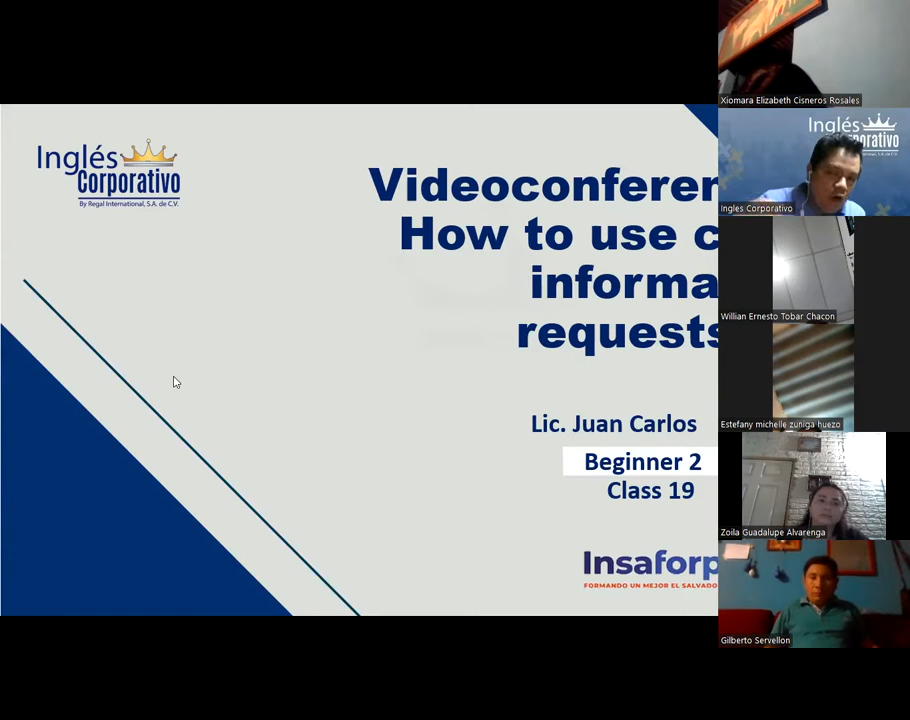 Inglés
Corporativo
By Regal International, S.A. de C.V.
Videoconferen
How to use c
informa
requests
Lic. Juan Carlos
Beginner 2
Class 19
Insaforp
FORMANDO UN MEJOR EL SALVADO
Xiomara Elizabeth Cisneros Rosales
Inglés
orativo
Ingles Corporativo
Willian Ernesto Tobar Chacon
Estefany michelle zuniga huezo
Zoila Guadalupe Alvarenga
Gilberto Servellon